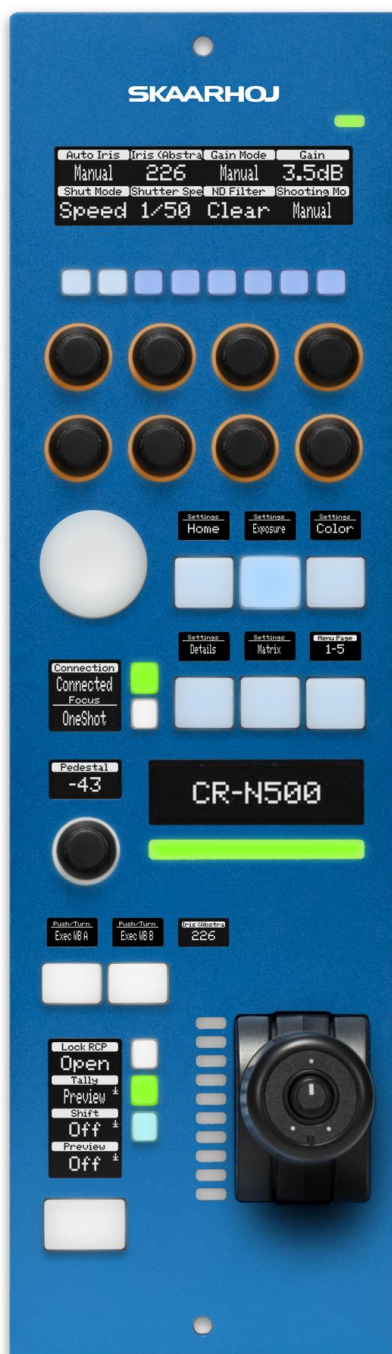 SKAARHOJ
Auto Iris Iris (Abstra Gain Mode Gain
Manual 226 Manual 3.5dB
Shut Mode Shutter Spe ND Filter Shooting Mo
Speed 1/50 Clear Manual
Settings Settings Settings
Home Exposure Color
Settings Settings Menu Page
Details Matrix 1-5
Connection
Connected
Focus
OneShot
Pedestal
-43
CR-N500
Push/Turn Push/Turn Iris (Abstra
Exec WB A Exec WB B 226
Lock RCP
Open
Tally
Preview
Shift
Off
Preview
Off